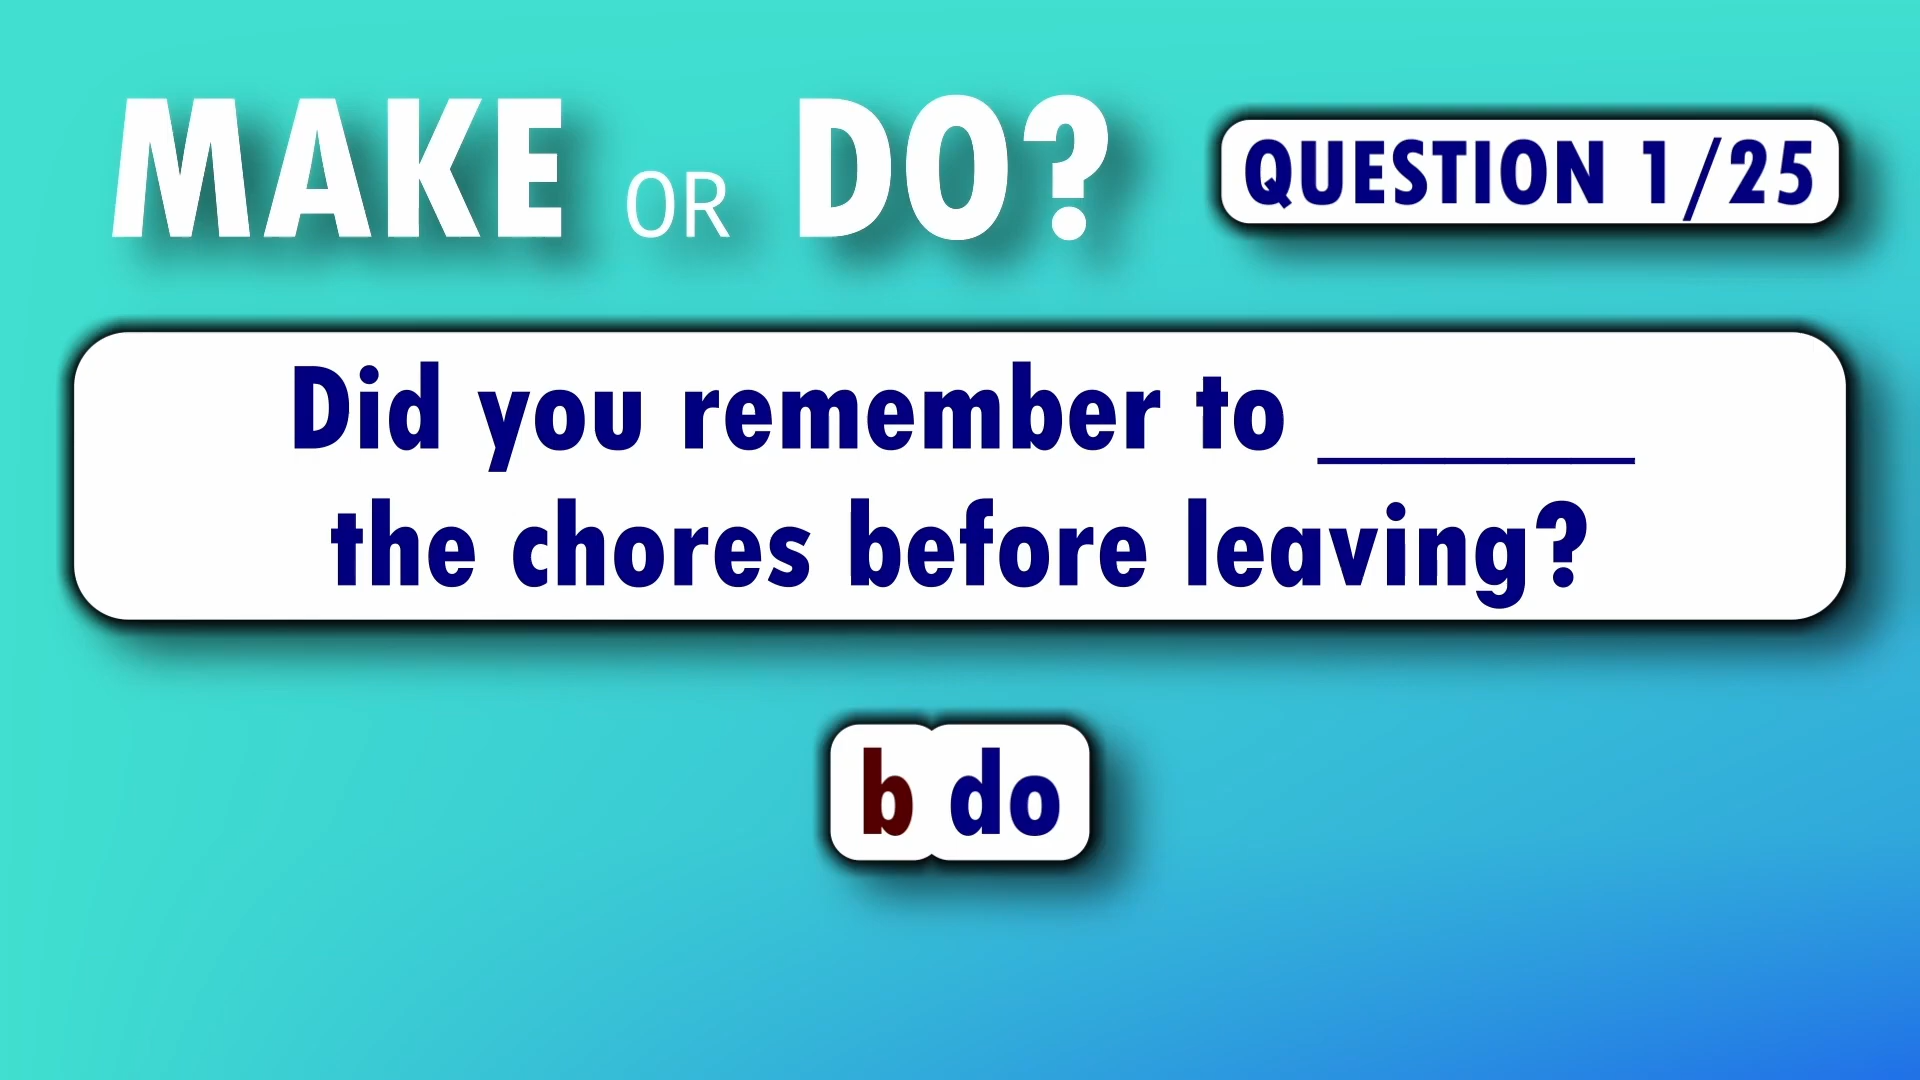 MAKE OR DO?
QUESTION 1/25
Did you remember to ______
the chores before leaving?
b do